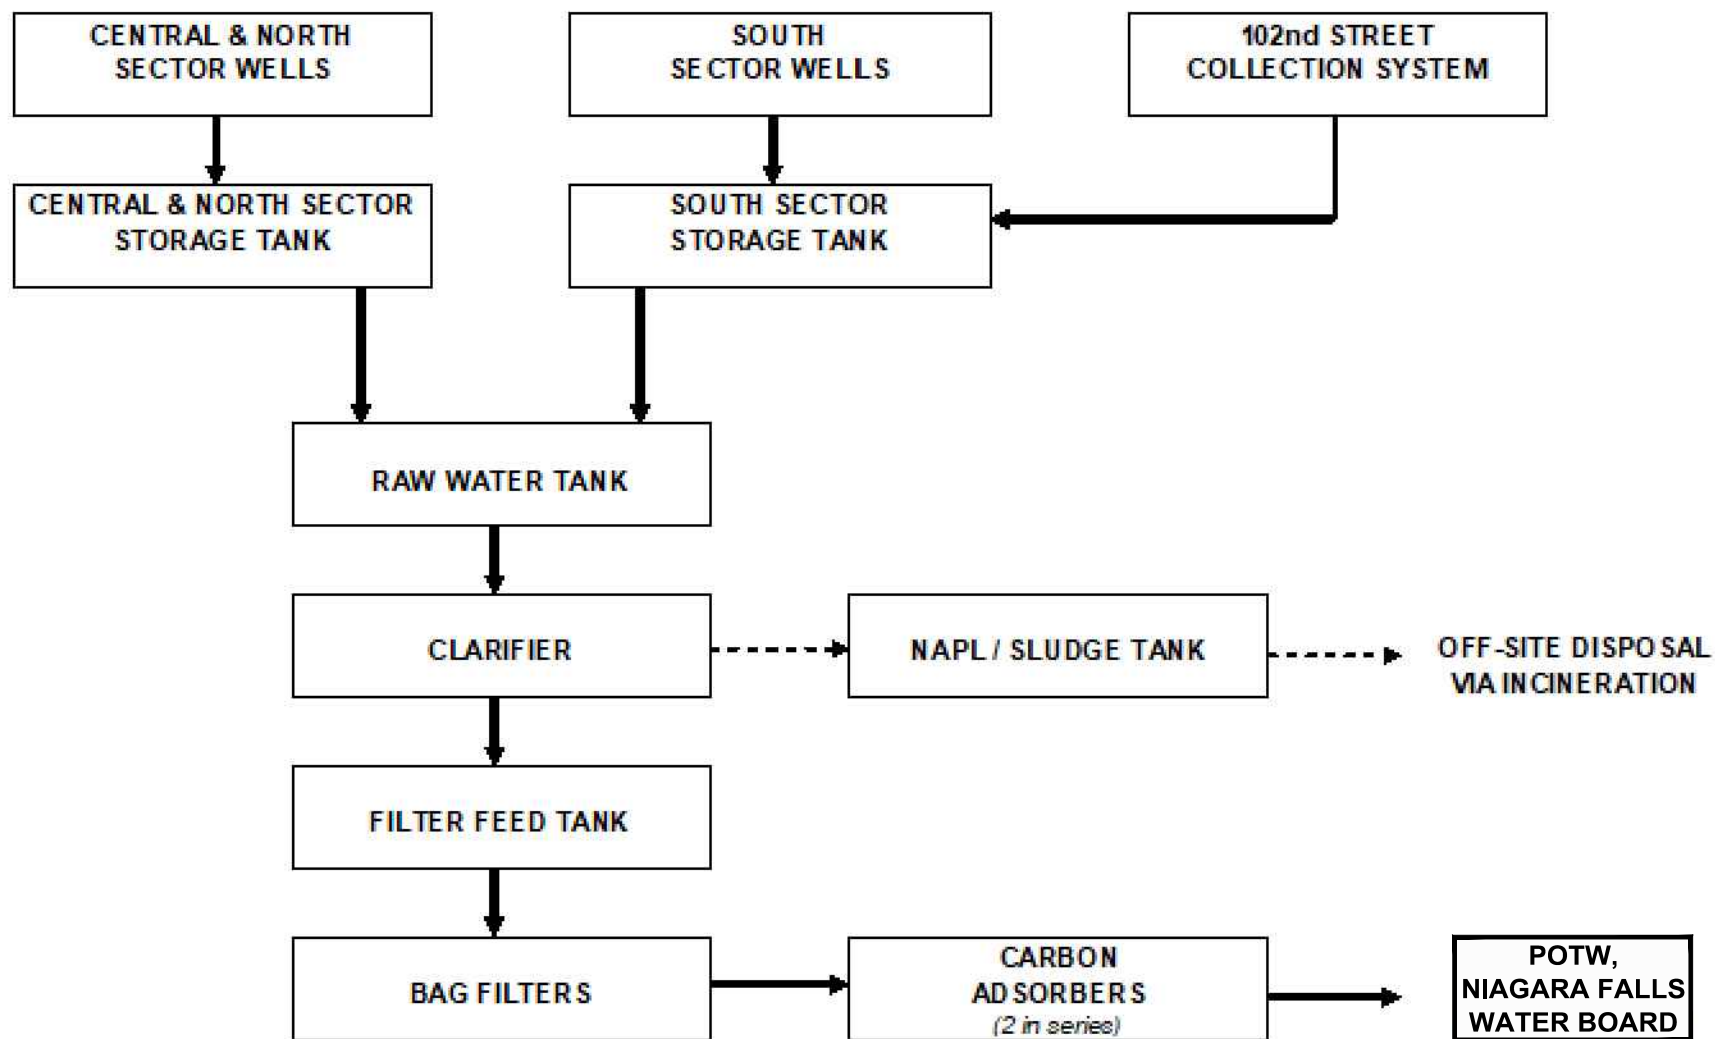 CENTRAL & NORTH
SECTOR WELLS
SOUTH
SECTOR WELLS
102nd STREET
COLLECTION SYSTEM
CENTRAL & NORTH SECTOR
STORAGE TANK
SOUTH SECTOR
STORAGE TANK
RAW WATER TANK
CLARIFIER
NAPL / SLUDGE TANK
OFF-SITE DISPOSAL
VIA INCINERATION
FILTER FEED TANK
BAG FILTERS
CARBON
ADSORBERS
(2 in series)
POTW,
NIAGARA FALLS
WATER BOARD